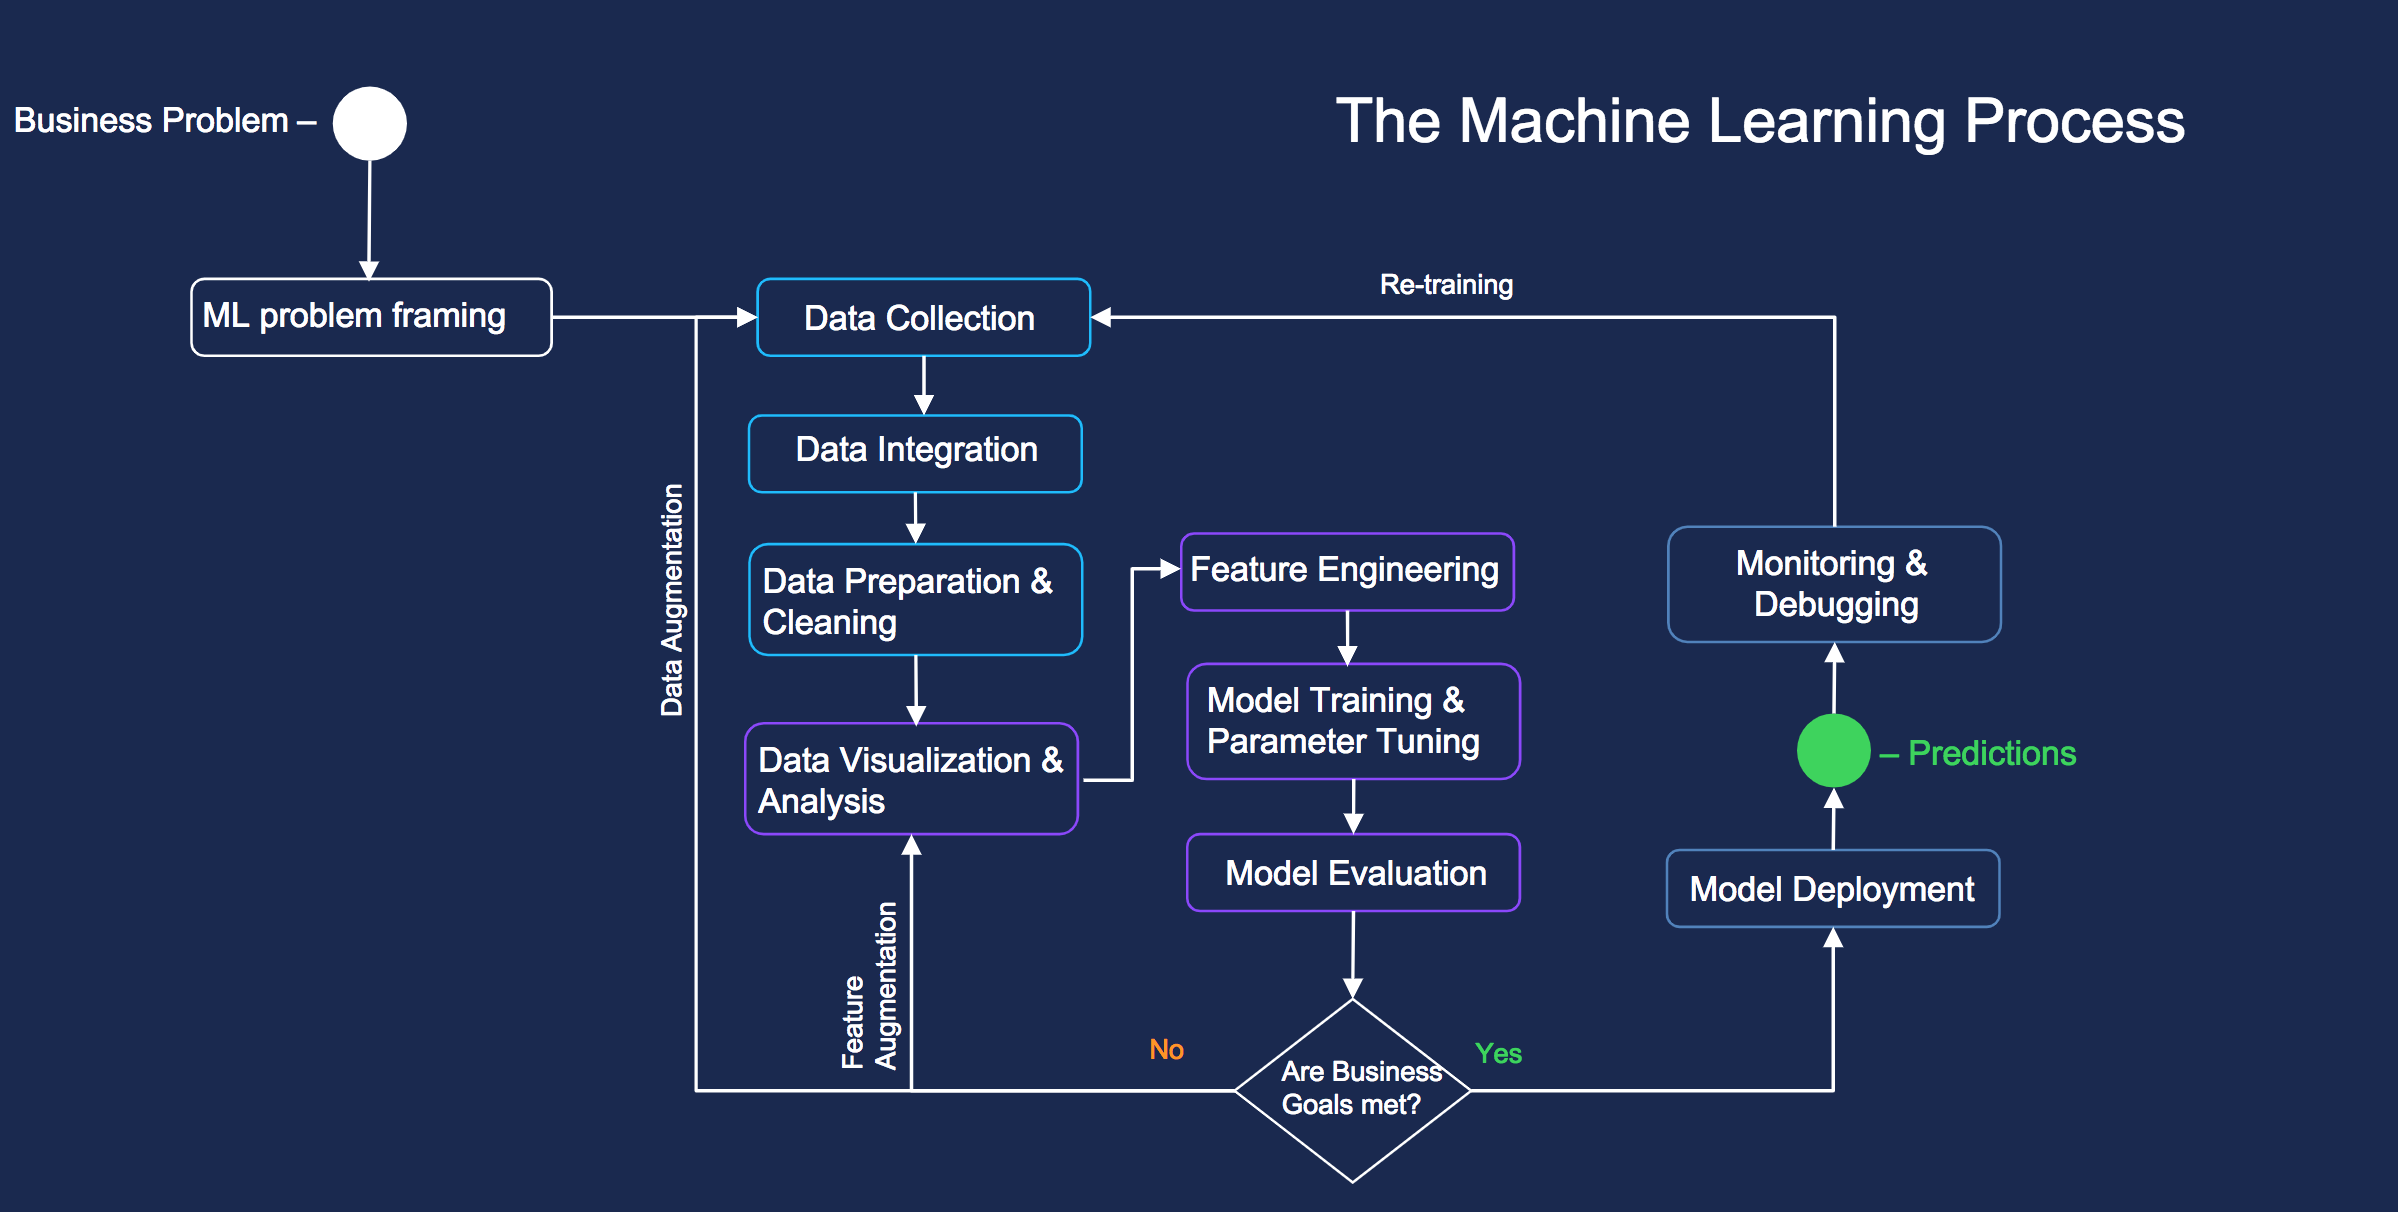 The Machine Learning Process
Business Problem –
ML problem framing
Data Collection
Re-training
Data Integration
Data Augmentation
Data Preparation &
Cleaning
Feature Engineering
Monitoring &
Debugging
Model Training &
Parameter Tuning
Data Visualization &
Analysis
– Predictions
Model Evaluation
Model Deployment
Feature
Augmentation
No
Yes
Are Business
Goals met?